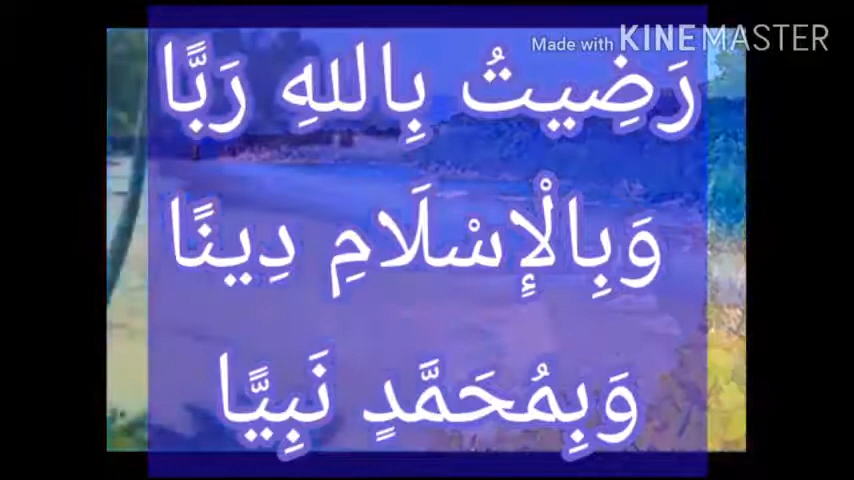 Made with KINEMASTER
رَضِيتُ بِاللهِ رَبًّا
وَبِالْإِسْلَامِ دِينًا
وَبِمُحَمَّدٍ نَبِيًّا